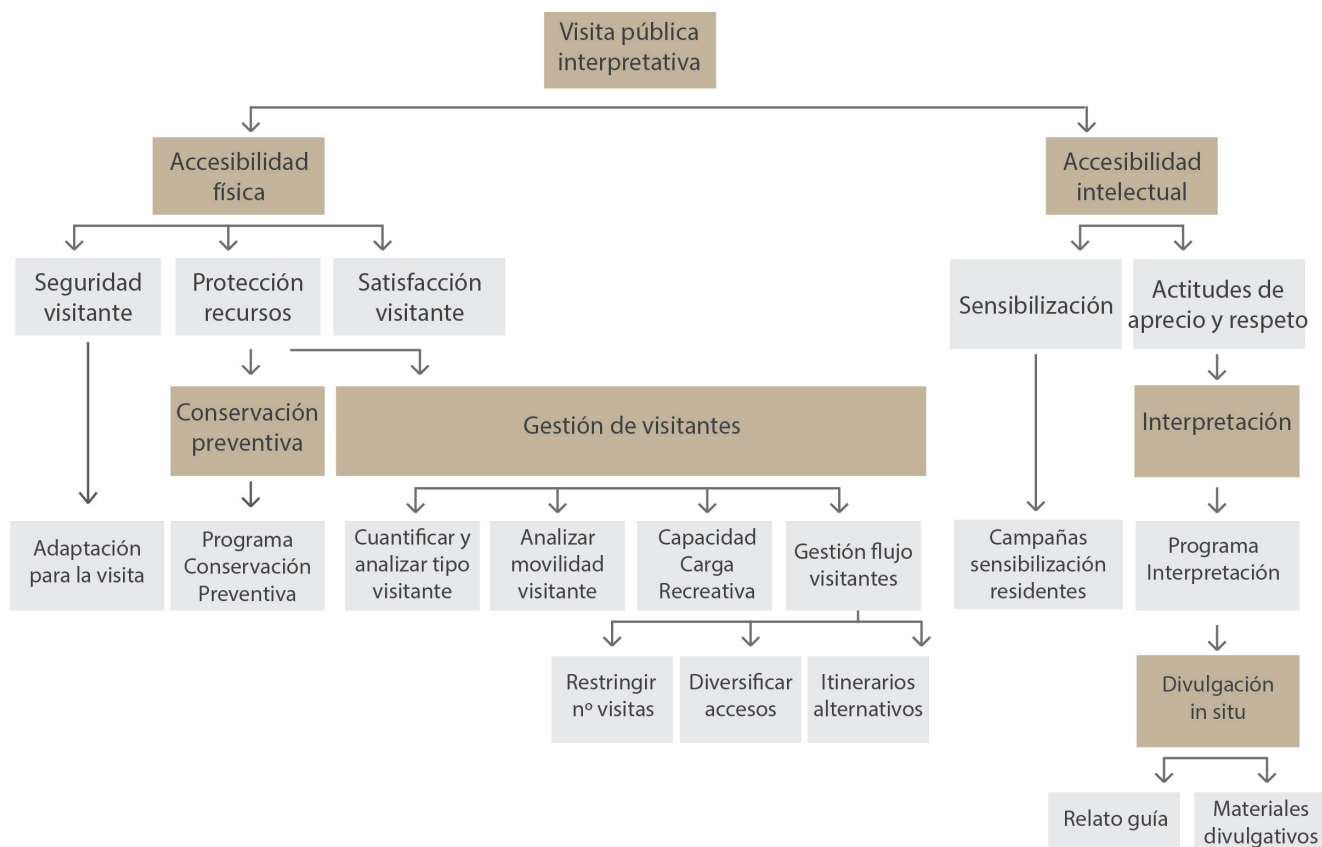 Visita pública
interpretativa
Accesibilidad
física
Accesibilidad
intelectual
Seguridad
visitante
Protección
recursos
Satisfacción
visitante
Sensibilización
Actitudes de
aprecio y respeto
Conservación
preventiva
Gestión de visitantes
Interpretación
Adaptación
para la visita
Programa
Conservación
Preventiva
Cuantificar y
analizar tipo
visitante
Analizar
movilidad
visitante
Capacidad
Carga
Recreativa
Gestión flujo
visitantes
Campañas
sensibilización
residentes
Programa
Interpretación
Restringir
nº visitas
Diversificar
accesos
Itinerarios
alternativos
Divulgación
in situ
Relato guía
Materiales
divulgativos